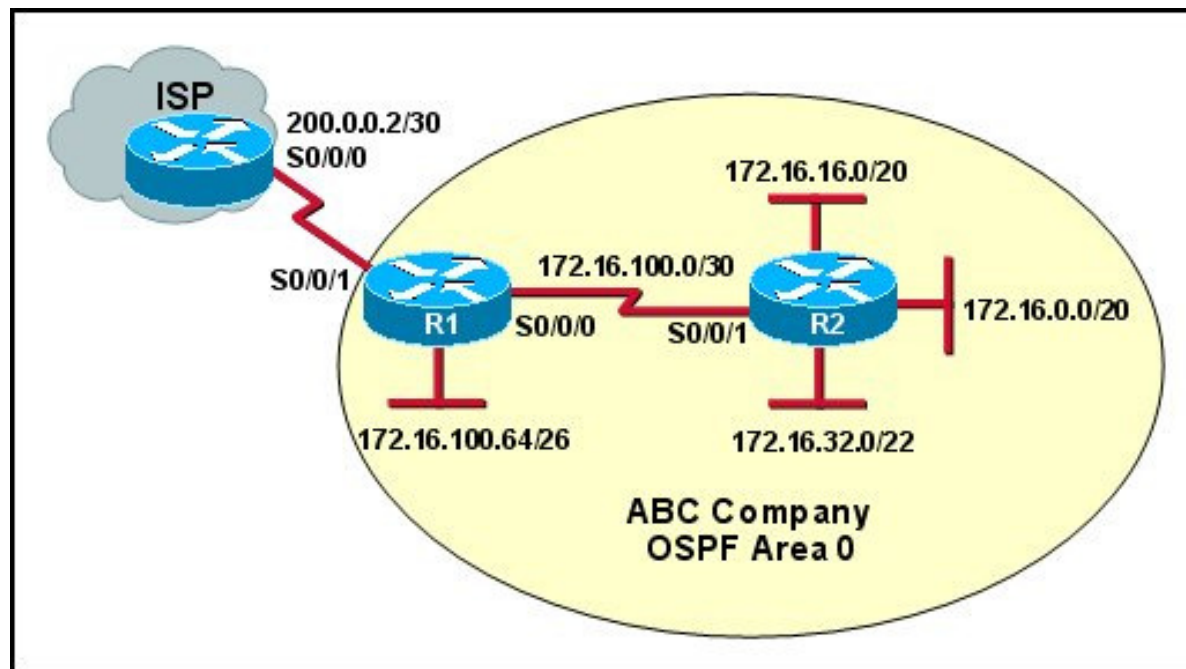 ISP
200.0.0.2/30
S0/0/0
172.16.16.0/20
S0/0/1
172.16.100.0/30
R1
S0/0/0
S0/0/1
R2
172.16.0.0/20
172.16.100.64/26
172.16.32.0/22
ABC Company
OSPF Area 0